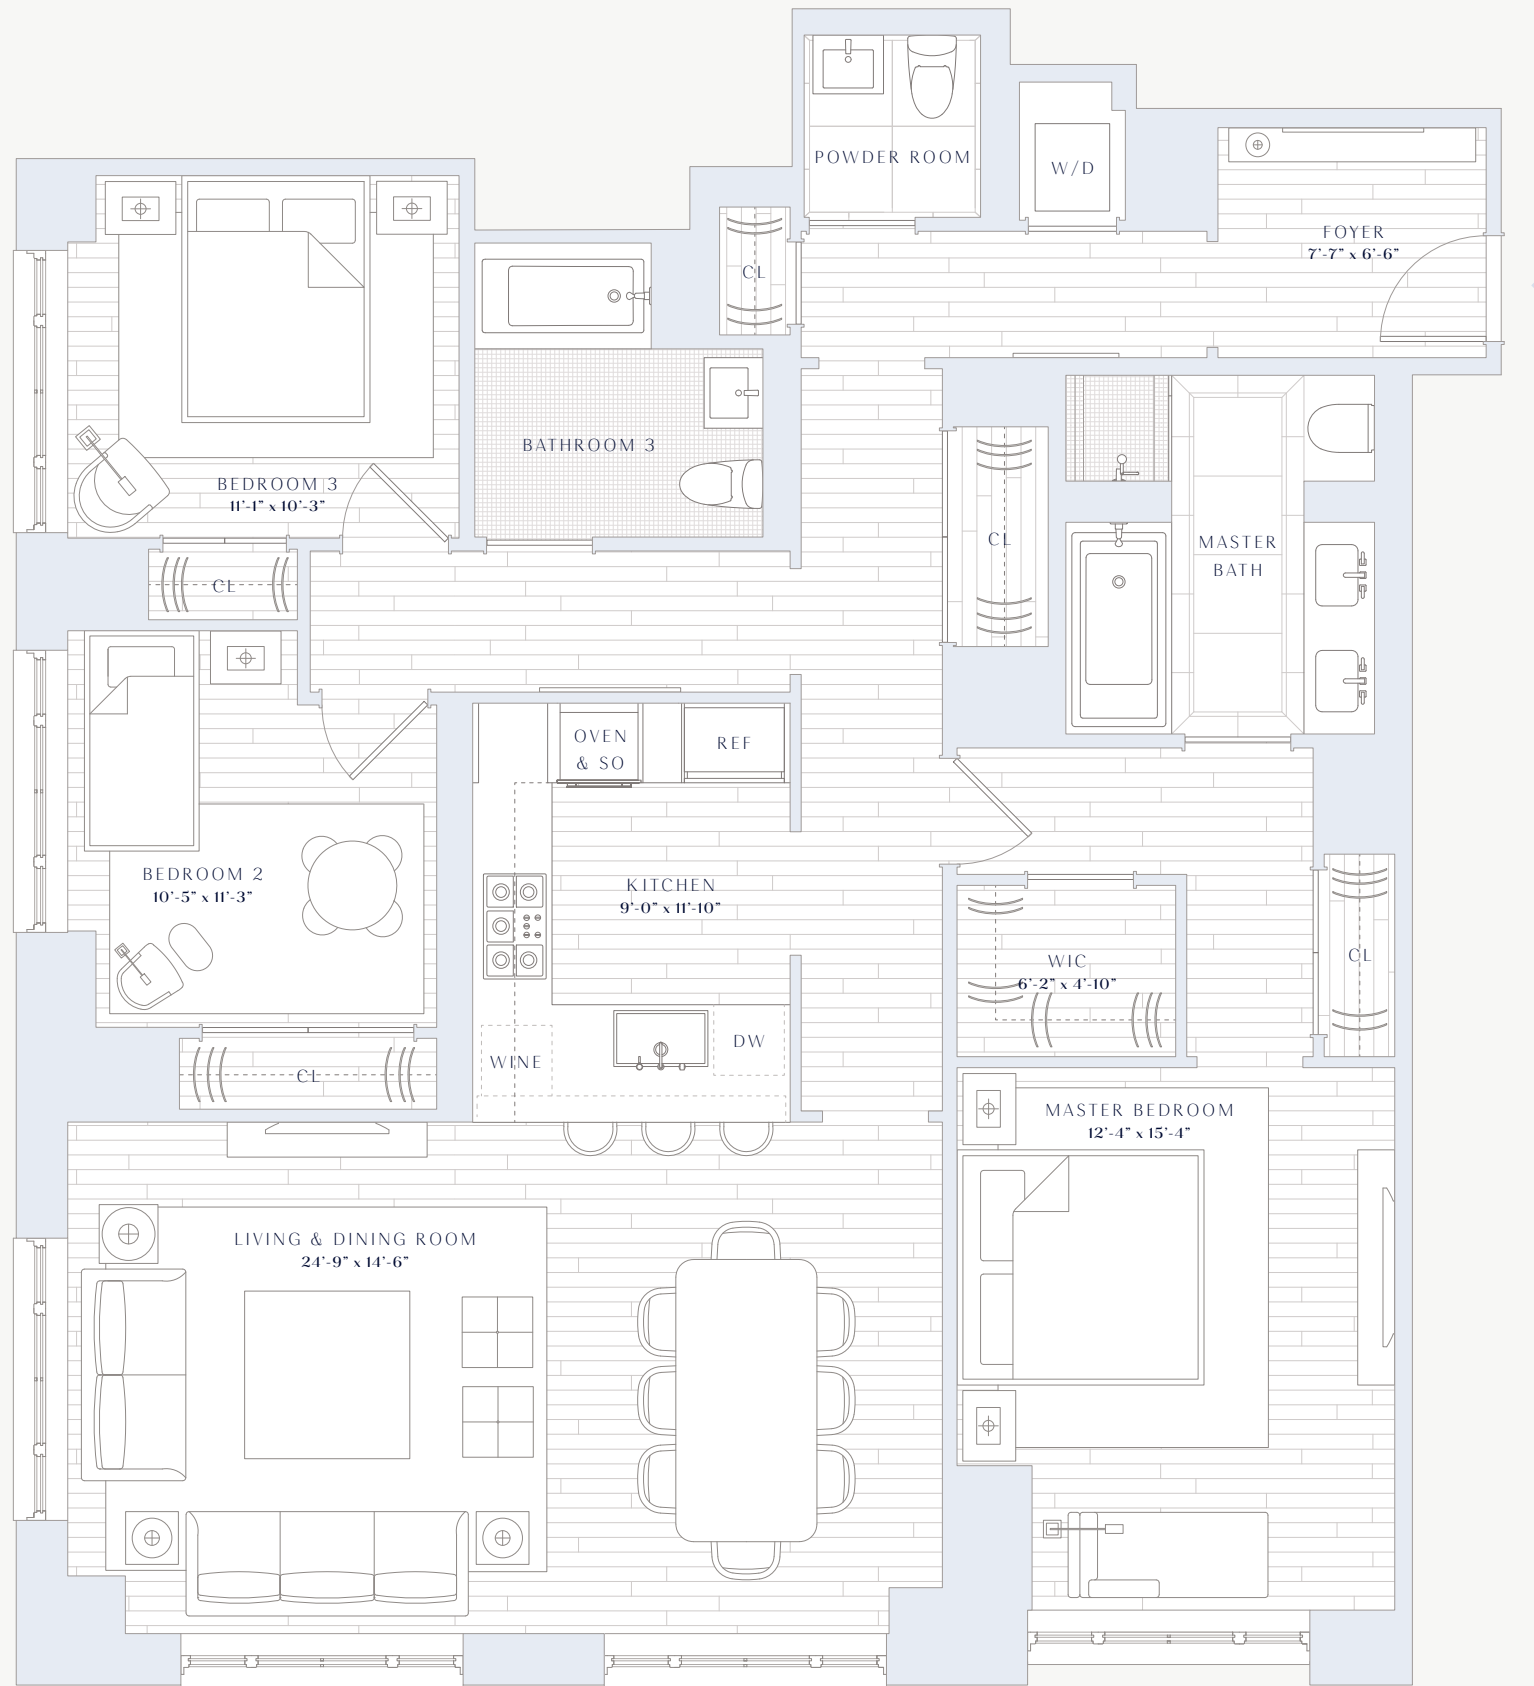 POWDER ROOM
W/D
FOYER
7'-7" x 6'-6"
CL
BATHROOM 3
BEDROOM 3
11'-1" x 10'-3"
CL
CL
MASTER
BATH
OVEN
& SO
REF
BEDROOM 2
10'-5" x 11'-3"
KITCHEN
9'-0" x 11'-10"
WIC
6'-2" x 4'-10"
CL
WINE
DW
CL
MASTER BEDROOM
12'-4" x 15'-4"
LIVING & DINING ROOM
24'-9" x 14'-6"